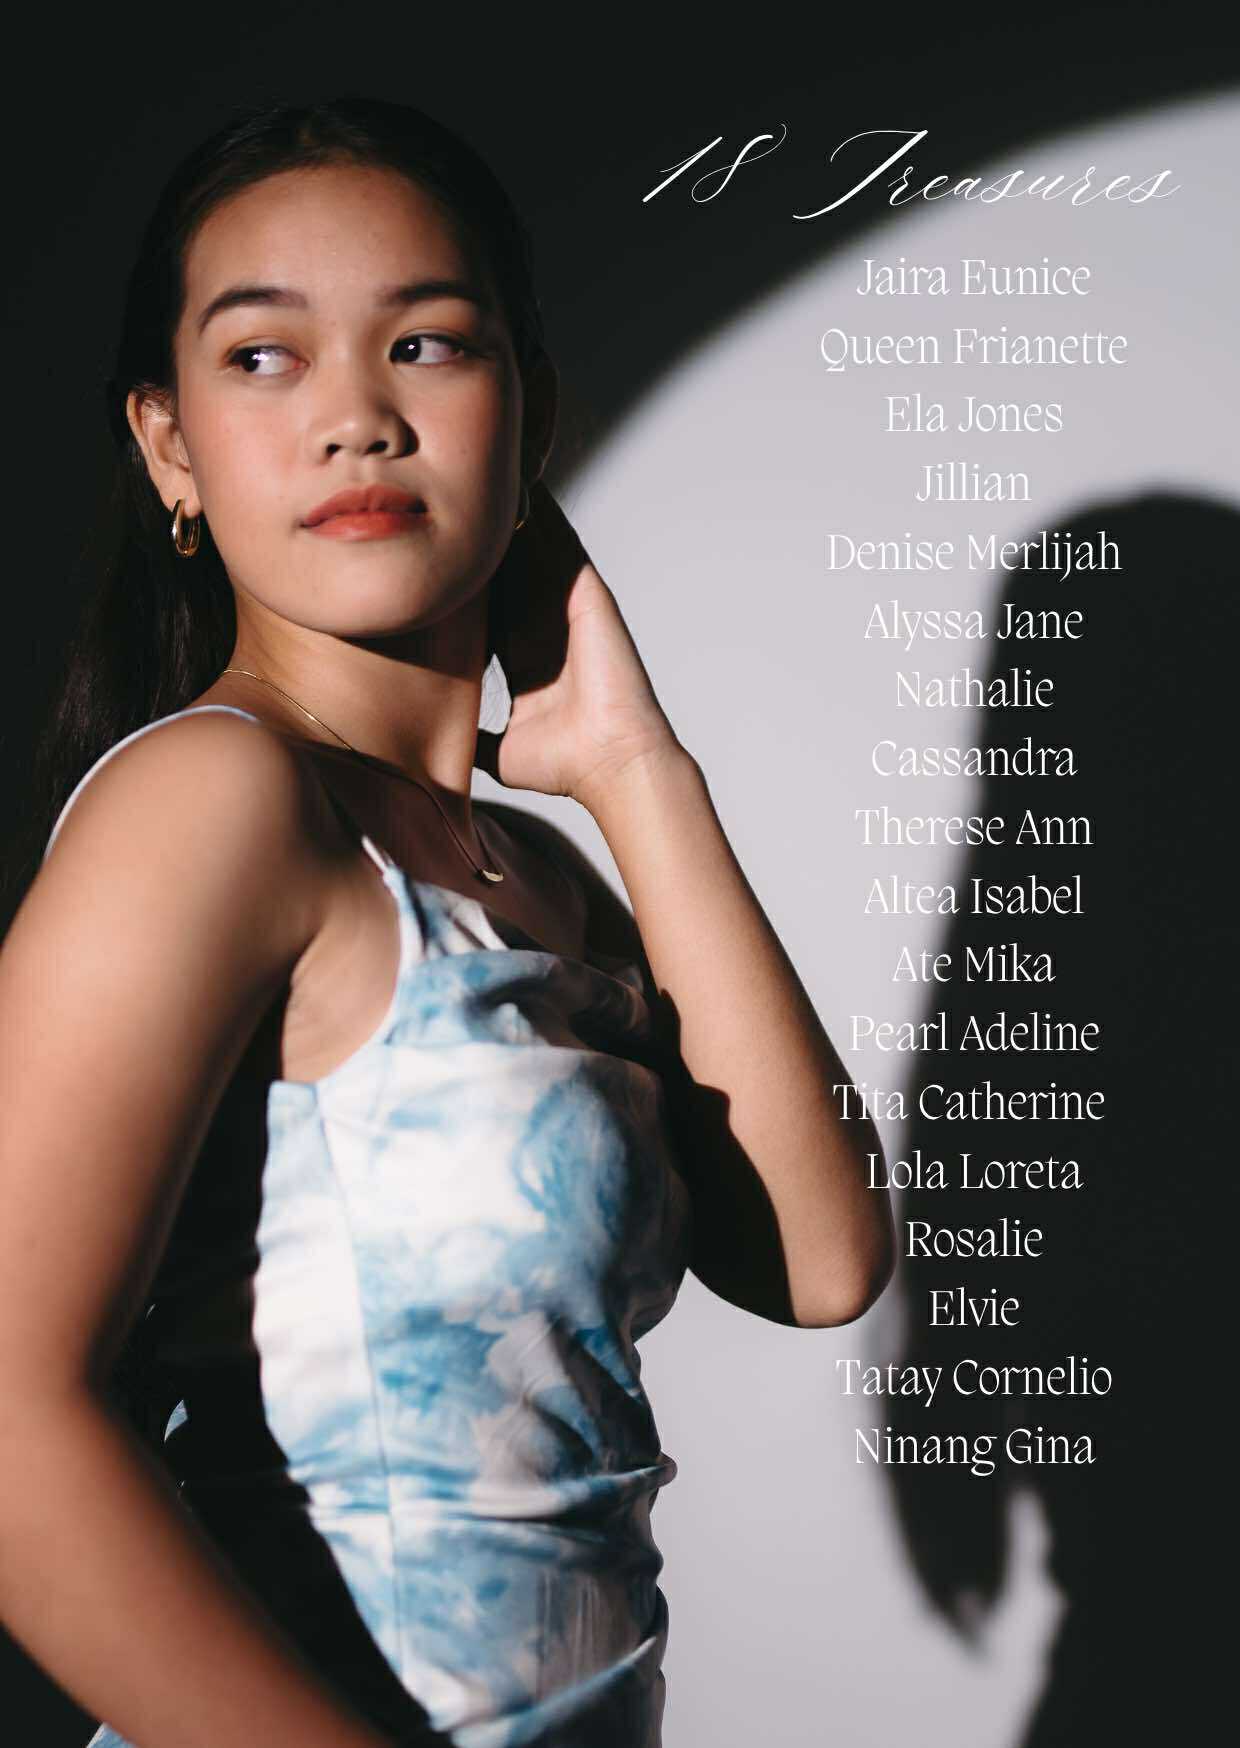 18 Treasures
Jaira Eunice
Queen Frianette
Ela Jones
Jillian
Denise Merlijah
Alyssa Jane
Nathalie
Cassandra
Therese Ann
Altea Isabel
Ate Mika
Pearl Adeline
Tita Catherine
Lola Loreta
Rosalie
Elvie
Tatay Cornelio
Ninang Gina